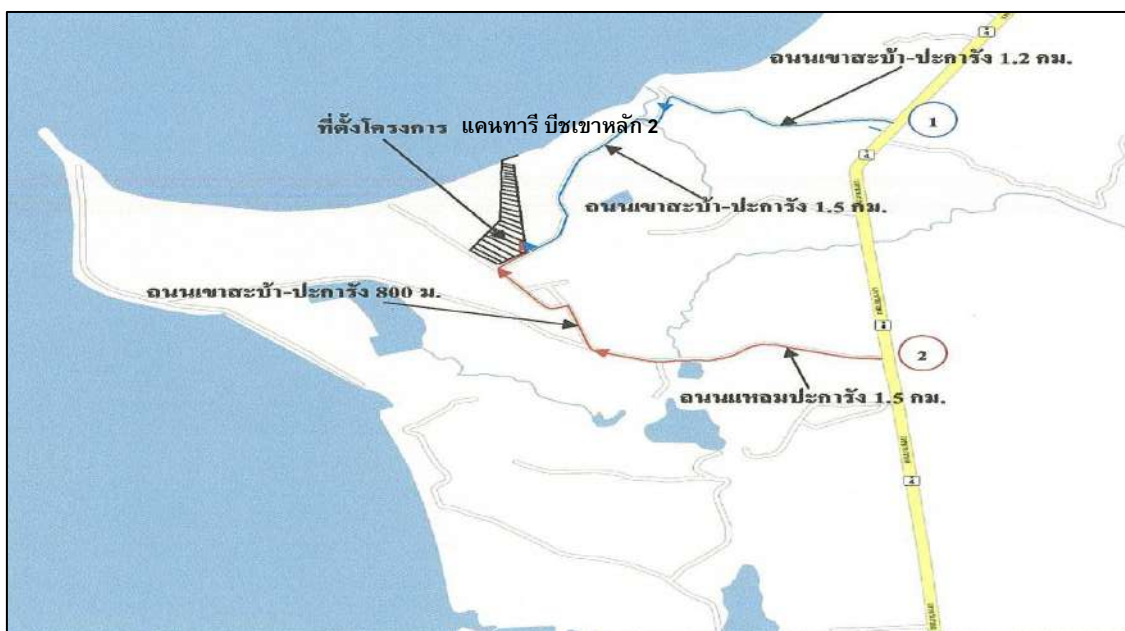 ถนนเขาสะบ้า-ปะการัง 1.2 กม.
1
ที่ตั้งโครงการ แคนทารี บีชเขาหลัก 2
ถนนเขาสะบ้า-ปะการัง 1.5 กม.
ถนนเขาสะบ้า-ปะการัง 800 ม.
2
ถนนแหลมปะการัง 1.5 กม.